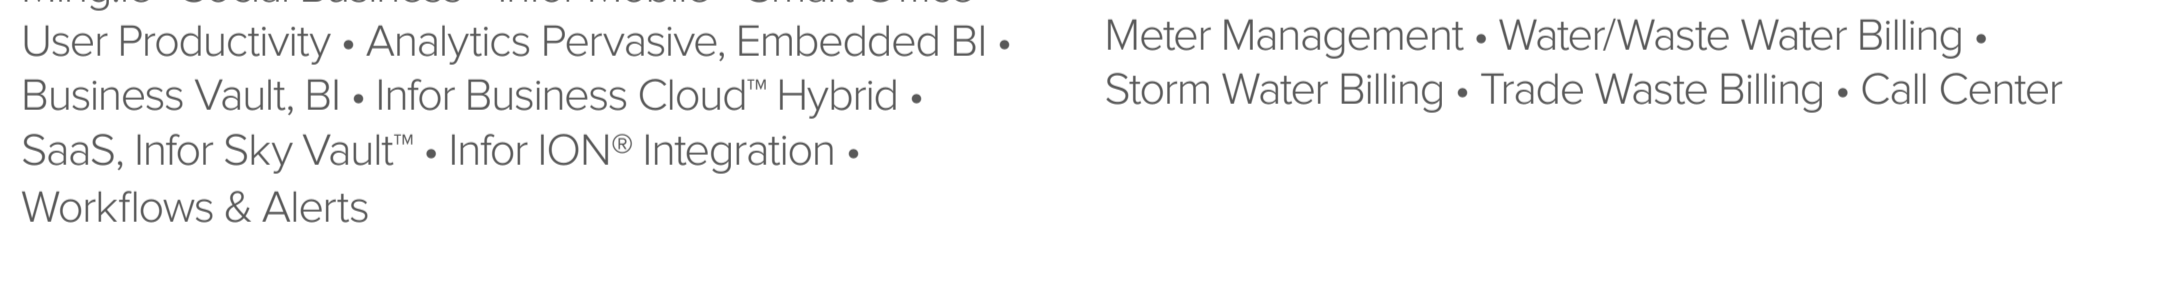 User Productivity • Analytics Pervasive, Embedded BI •
Business Vault, BI • Infor Business Cloud™ Hybrid •
SaaS, Infor Sky Vault™ • Infor ION® Integration •
Workflows & Alerts
Meter Management • Water/Waste Water Billing •
Storm Water Billing • Trade Waste Billing • Call Center